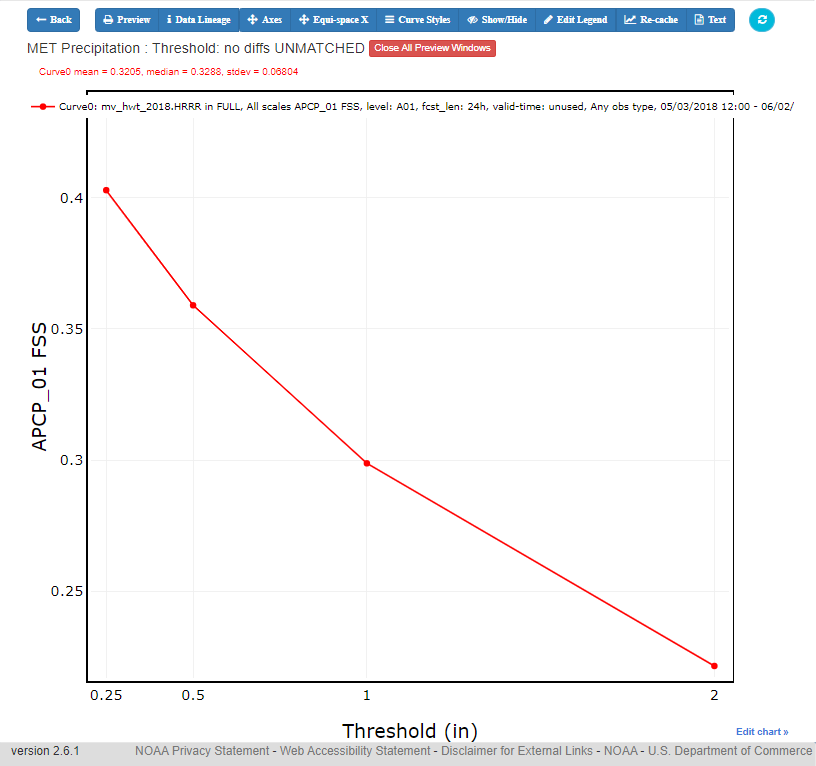 Back Preview Data Lineage Axes Equi-space X Curve Styles Show/Hide Edit Legend Re-cache Text
MET Precipitation : Threshold: no diffs UNMATCHED Close All Preview Windows
Curve0 mean = 0.3205, median = 0.3288, stdev = 0.06804
Curve0: mv_hwt_2018.HRRR in FULL, All scales APCP_01 FSS, level: A01, fcst_len: 24h, valid-time: unused, Any obs type, 05/03/2018 12:00 - 06/02/
0.4
0.35
0.3
0.25
APCP_01 FSS
0.25 0.5 1 2
Threshold (in)
Edit chart »
version 2.6.1 NOAA Privacy Statement - Web Accessibility Statement - Disclaimer for External Links - NOAA - U.S. Department of Commerce